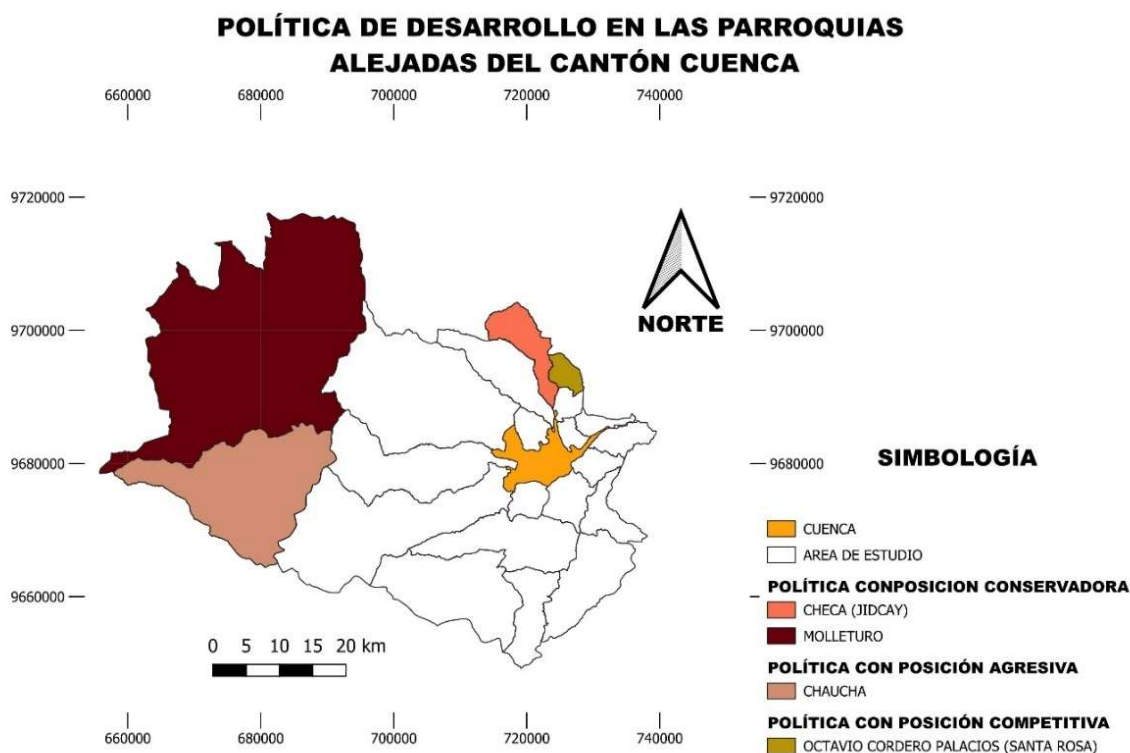 POLÍTICA DE DESARROLLO EN LAS PARROQUIAS
ALEJADAS DEL CANTÓN CUENCA
660000 680000 700000 720000 740000
9720000 9720000
NORTE
9700000 9700000
9680000 9680000
9660000
SIMBOLOGÍA
CUENCA
AREA DE ESTUDIO
POLÍTICA CONPOSICION CONSERVADORA
CHECA (JIDCAY)
MOLLETURO
POLÍTICA CON POSICIÓN AGRESIVA
CHAUCHA
POLÍTICA CON POSICIÓN COMPETITIVA
OCTAVIO CORDERO PALACIOS (SANTA ROSA)
0 5 10 15 20 km
660000 680000 700000 720000 740000